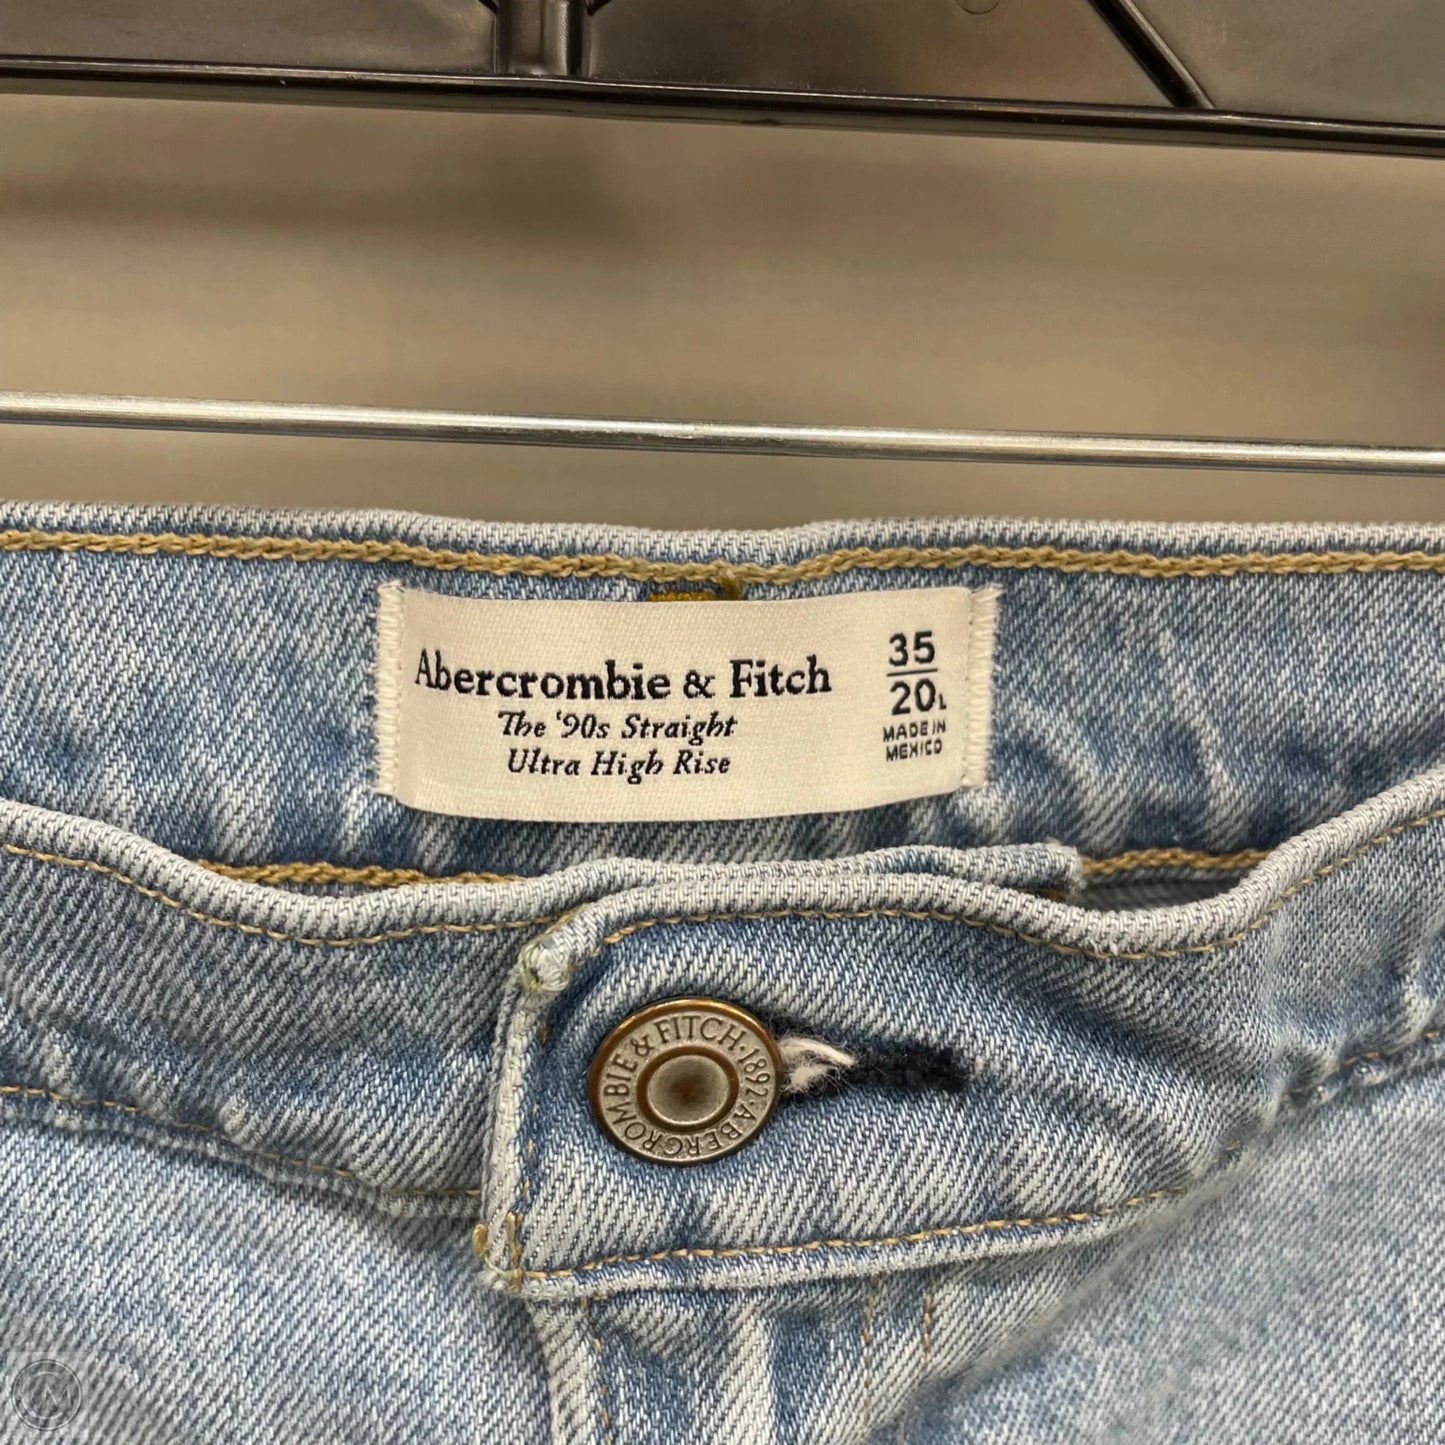 Abercrombie & Fitch
The '90s Straight
Ultra High Rise
35
20L
MADE IN
MEXICO
ABERCROMBIE & FITCH · 1892 ·
M